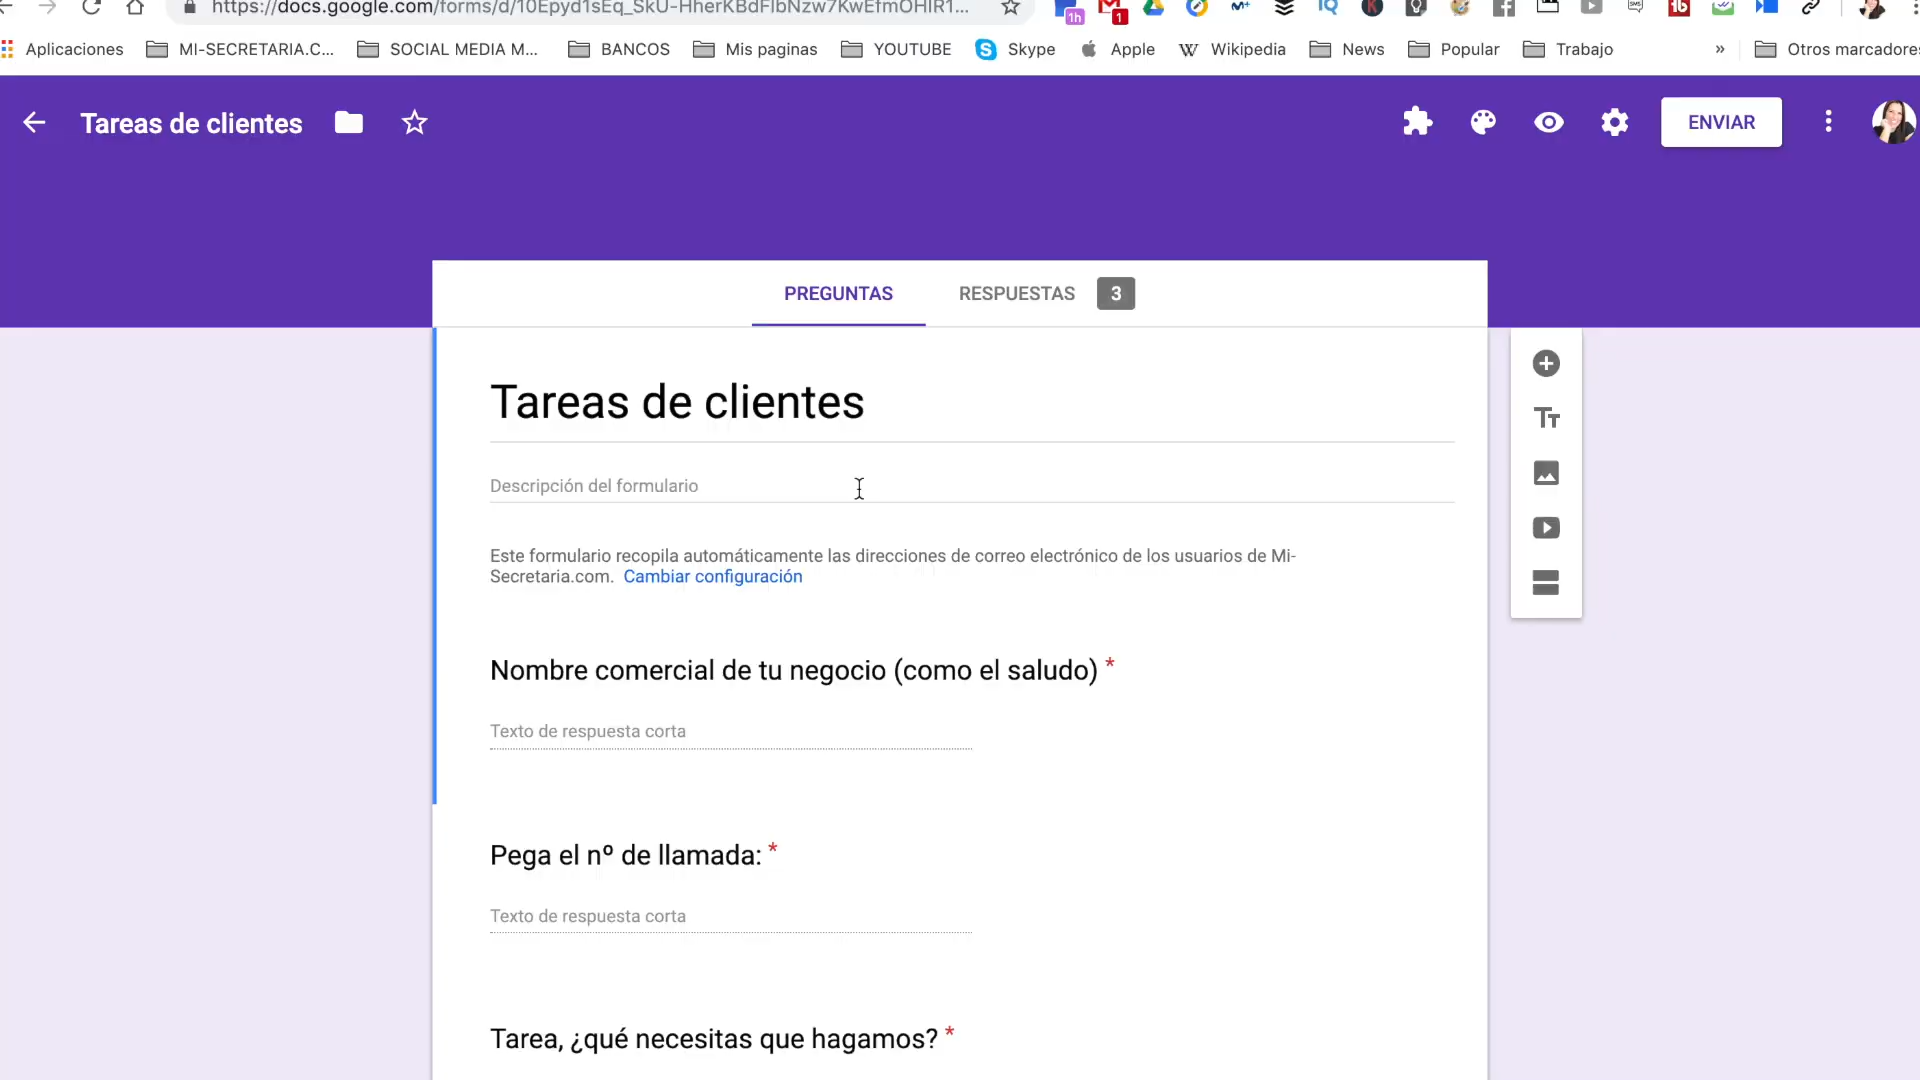 https://docs.google.com/forms/d/10Epyd1sEq_SkU-HherKBdFlbNzw7KwEfmOHlR1...
1h
1
Aplicaciones MI-SECRETARIA.C... SOCIAL MEDIA M... BANCOS Mis paginas YOUTUBE Skype Apple Wikipedia News Popular Trabajo » Otros marcadores
Tareas de clientes
ENVIAR
PREGUNTAS RESPUESTAS 3
Tareas de clientes
Descripción del formulario
Este formulario recopila automáticamente las direcciones de correo electrónico de los usuarios de Mi-
Secretaria.com. Cambiar configuración
Nombre comercial de tu negocio (como el saludo) *
Texto de respuesta corta
Pega el nº de llamada: *
Texto de respuesta corta
Tarea, ¿qué necesitas que hagamos? *